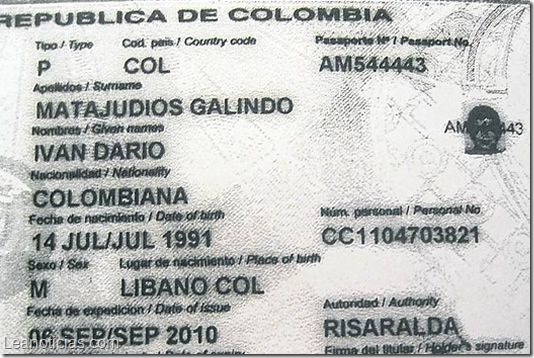 REPUBLICA DE COLOMBIA
Tipo / Type Cod. país / Country code Pasaporte Nº / Passport No.
P COL AM544443
Apellidos / Surname
MATAJUDIOS GALINDO
Nombres / Given names
IVAN DARIO
Nacionalidad / Nationality
COLOMBIANA
Fecha de nacimiento / Date of birth Núm. personal / Personal No
14 JUL/JUL 1991 CC1104703821
Sexo / Sex Lugar de nacimiento / Place of birth
M LIBANO COL
Fecha de expedición / Date of issue Autoridad / Authority
06 SEP/SEP 2010 RISARALDA
Firma del titular / Holder's signature
Leanoticias.com